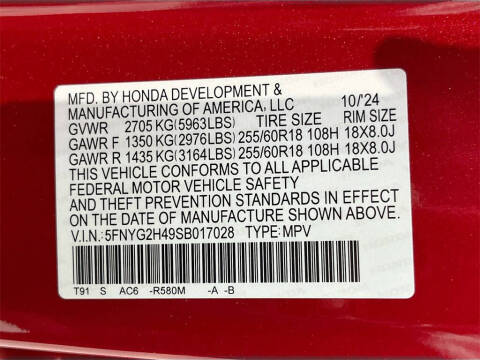 MFD. BY HONDA DEVELOPMENT &
MANUFACTURING OF AMERICA, LLC 10/'24
GVWR 2705 KG(5963LBS) TIRE SIZE RIM SIZE
GAWR F 1350 KG(2976LBS) 255/60R18 108H 18X8.0J
GAWR R 1435 KG(3164LBS) 255/60R18 108H 18X8.0J
THIS VEHICLE CONFORMS TO ALL APPLICABLE
FEDERAL MOTOR VEHICLE SAFETY
AND THEFT PREVENTION STANDARDS IN EFFECT
ON THE DATE OF MANUFACTURE SHOWN ABOVE.
V.I.N.:5FNYG2H49SB017028 TYPE:MPV
T91 S AC6 -R580M -A -B